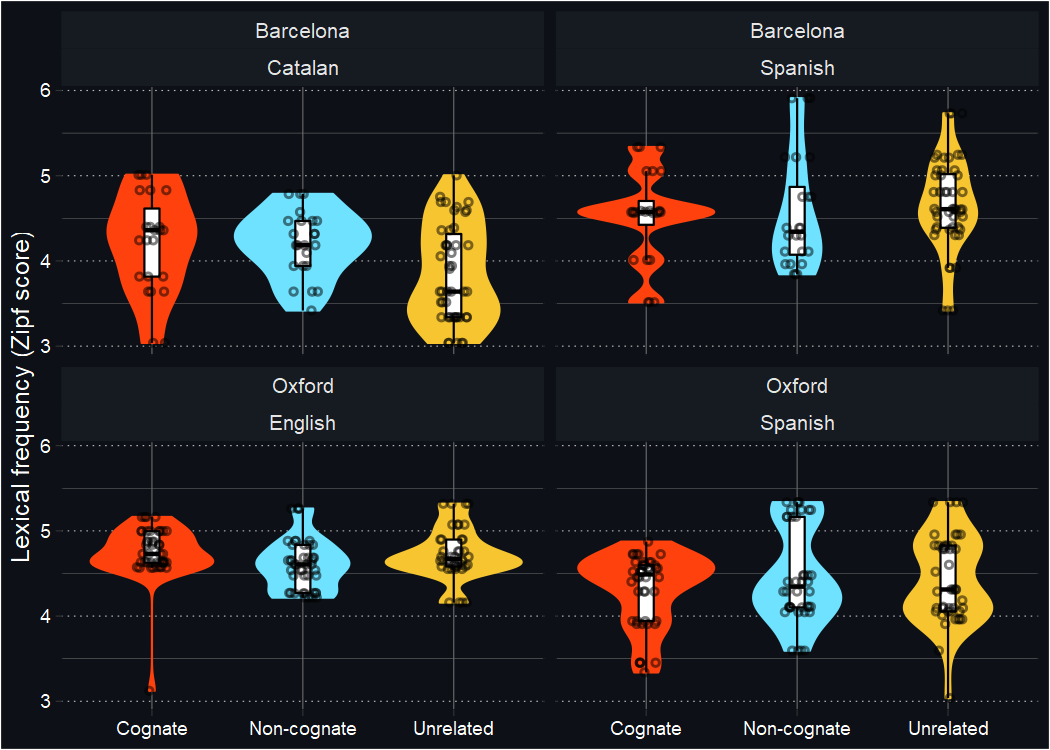 Lexical frequency (Zipf score)
Barcelona
Catalan
Barcelona
Spanish
6
5
4
3
Oxford
English
Oxford
Spanish
6
5
4
3
Cognate Non-cognate Unrelated
Cognate Non-cognate Unrelated